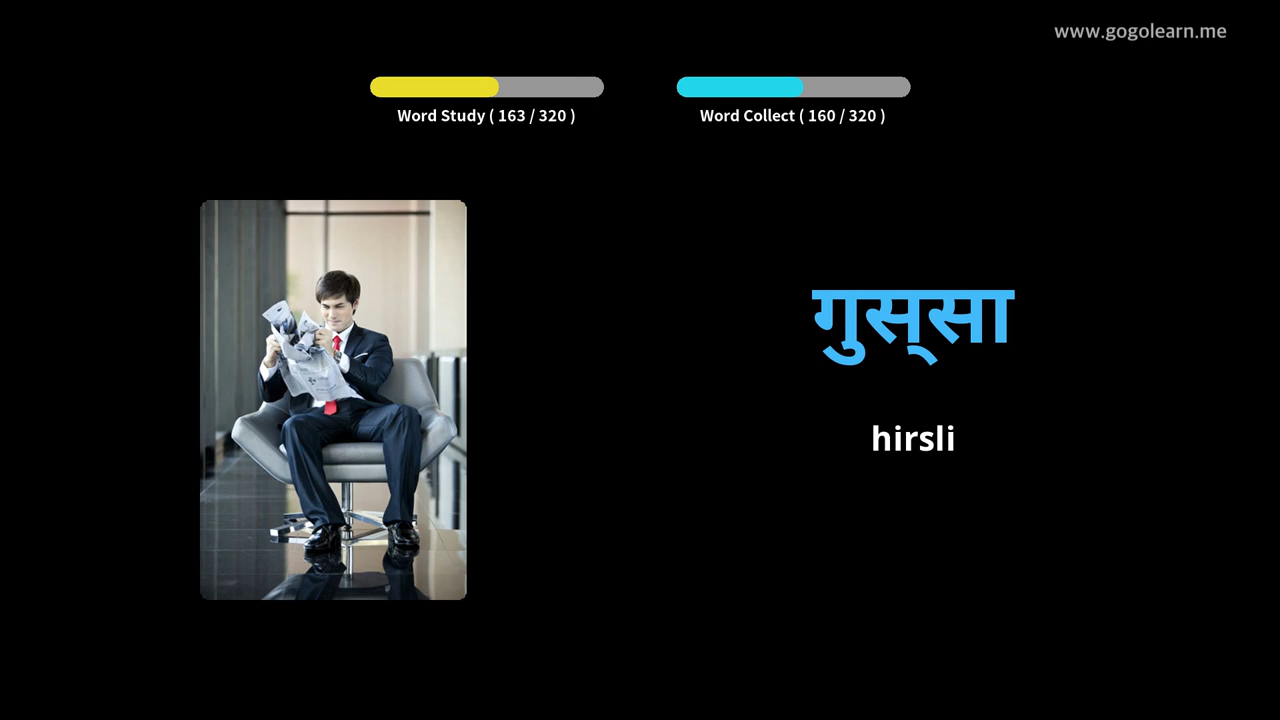 www.gogolearn.me
Word Study ( 163 / 320 )
Word Collect ( 160 / 320 )
गुस्‌सा
hirsli